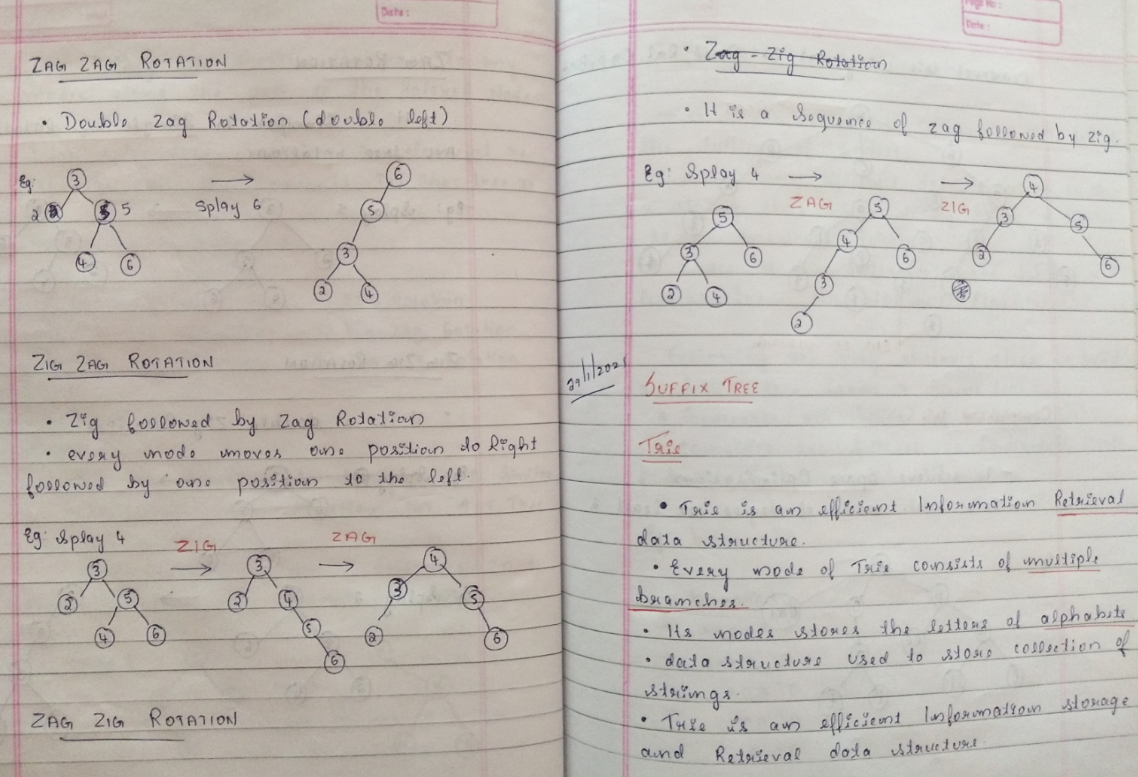 Date:
ZAG ZAG ROTATION
• Double zag Rotation (double left)
Eg:
3
2 5
4 6
→
Splay 6
6
5
3
2 4
ZIG ZAG ROTATION
• Zig followed by Zag Rotation
• every node moves one position to Right
followed by one position to the left.
Eg: Splay 4
ZIG
→
ZAG
→
3
2 5
4 6
3
2 4
5
6
4
3 5
2 6
ZAG ZIG ROTATION
Page No:
Date:
• Zag - Zig Rotation
• It is a Sequence of zag followed by zig.
Eg: Splay 4
→
ZAG
→
ZIG
5
3 6
2 4
5
4 6
3
2
4
3 5
2 6
SUFFIX TREE
Trie
• Trie is an efficient Information Retrieval
data structure.
• Every node of Trie consists of multiple
branches.
• Its nodes stores the letters of alphabets
• data structure used to store collection of
strings.
• Trie is an efficient Information storage
and Retrieval data structure.